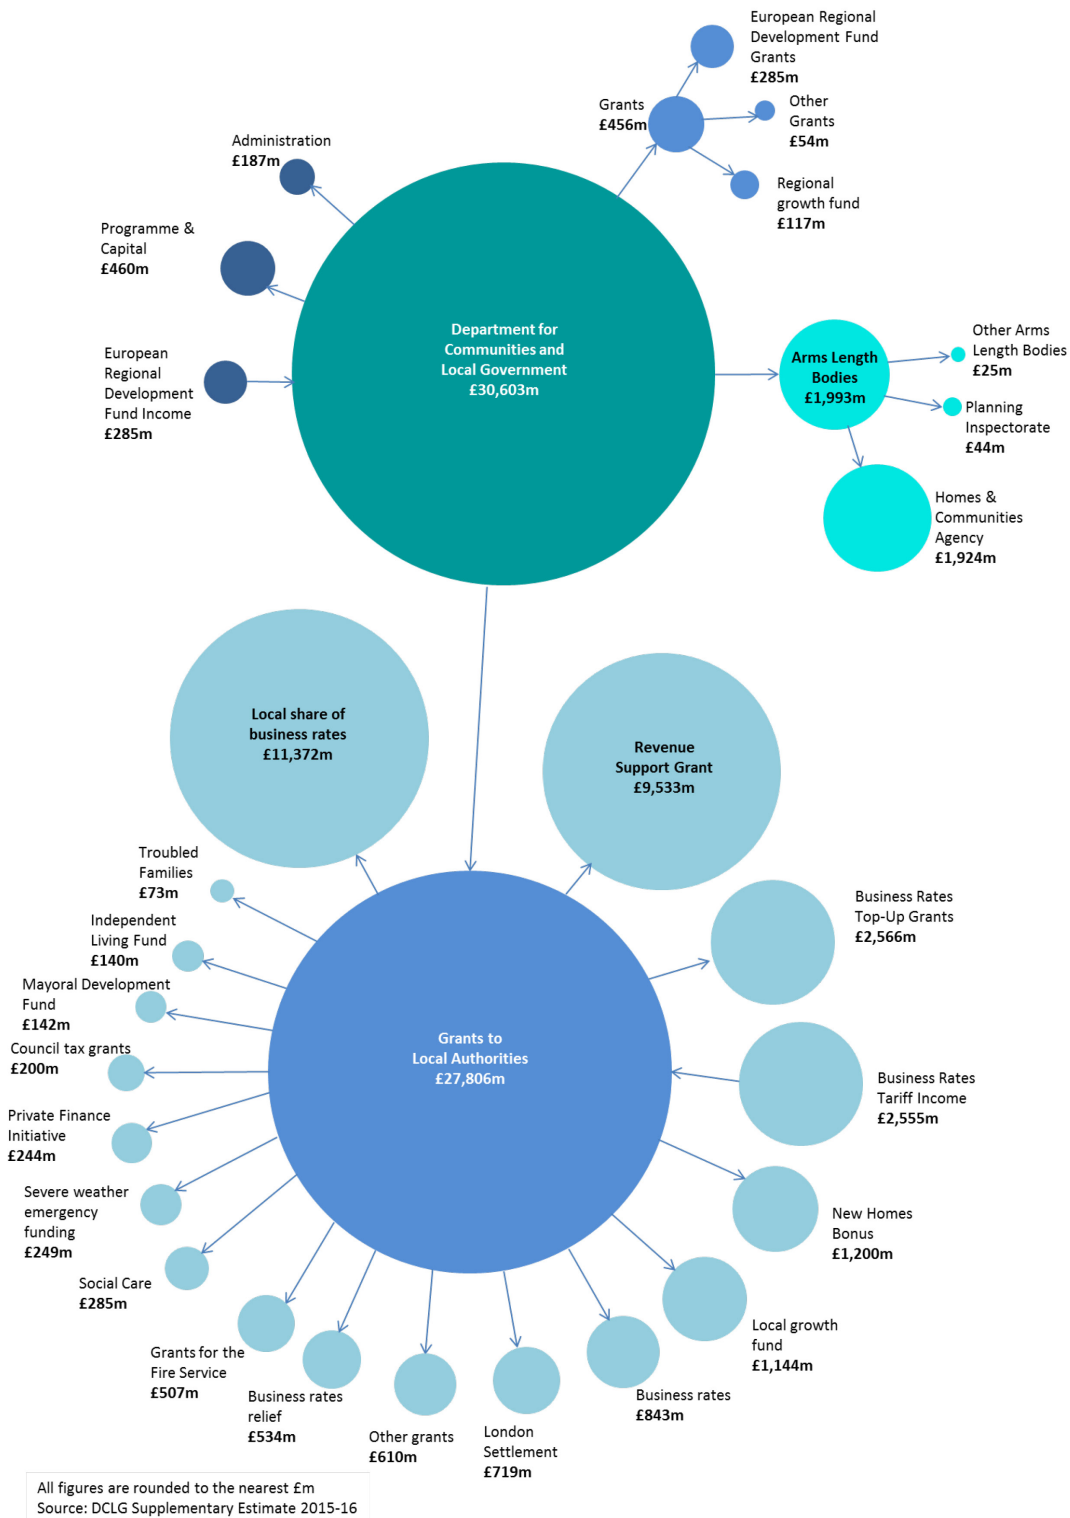 European Regional
Development Fund
Grants
£285m
Grants
£456m
Other
Grants
£54m
Regional
growth fund
£117m
Administration
£187m
Programme &
Capital
£460m
European
Regional
Development
Fund Income
£285m
Department for
Communities and
Local Government
£30,603m
Arms Length
Bodies
£1,993m
Other Arms
Length Bodies
£25m
Planning
Inspectorate
£44m
Homes &
Communities
Agency
£1,924m
Local share of
business rates
£11,372m
Revenue
Support Grant
£9,533m
Troubled
Families
£73m
Independent
Living Fund
£140m
Mayoral Development
Fund
£142m
Council tax grants
£200m
Private Finance
Initiative
£244m
Severe weather
emergency
funding
£249m
Social Care
£285m
Grants to
Local Authorities
£27,806m
Business Rates
Top-Up Grants
£2,566m
Business Rates
Tariff Income
£2,555m
New Homes
Bonus
£1,200m
Local growth
fund
£1,144m
Business rates
£843m
London
Settlement
£719m
Other grants
£610m
Business rates
relief
£534m
Grants for the
Fire Service
£507m
All figures are rounded to the nearest £m
Source: DCLG Supplementary Estimate 2015-16